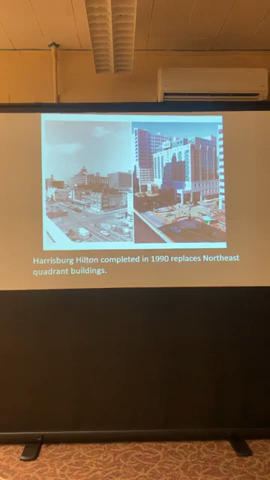 Harrisburg Hilton completed in 1990 replaces Northeast
quadrant buildings.